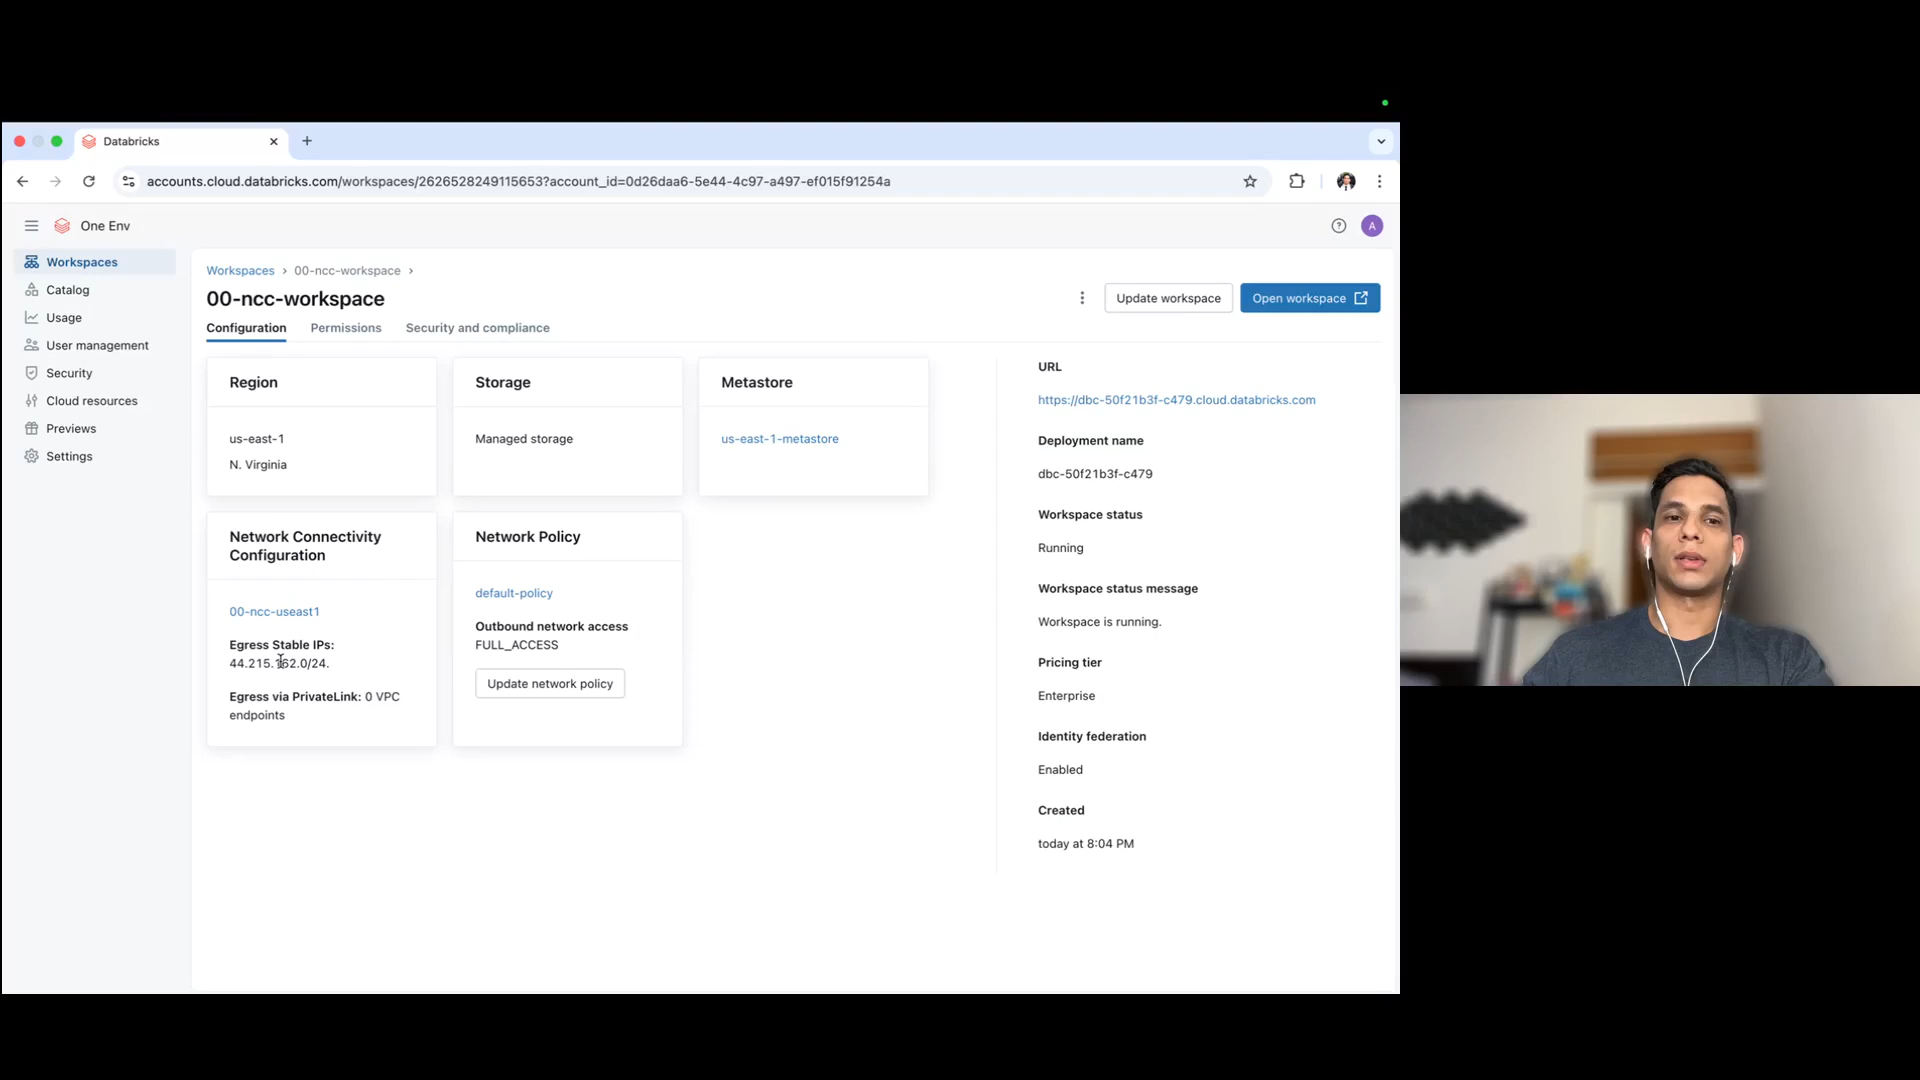 Databricks
accounts.cloud.databricks.com/workspaces/2626528249115653?account_id=0d26daa6-5e44-4c97-a497-ef015f91254a
One Env
A
Workspaces
Catalog
Usage
User management
Security
Cloud resources
Previews
Settings
Workspaces › 00-ncc-workspace ›
00-ncc-workspace
Update workspace
Open workspace
Configuration
Permissions
Security and compliance
Region
us-east-1
N. Virginia
Storage
Managed storage
Metastore
us-east-1-metastore
Network Connectivity
Configuration
00-ncc-useast1
Egress Stable IPs:
44.215.162.0/24.
Egress via PrivateLink: 0 VPC
endpoints
Network Policy
default-policy
Outbound network access
FULL_ACCESS
Update network policy
URL
https://dbc-50f21b3f-c479.cloud.databricks.com
Deployment name
dbc-50f21b3f-c479
Workspace status
Running
Workspace status message
Workspace is running.
Pricing tier
Enterprise
Identity federation
Enabled
Created
today at 8:04 PM